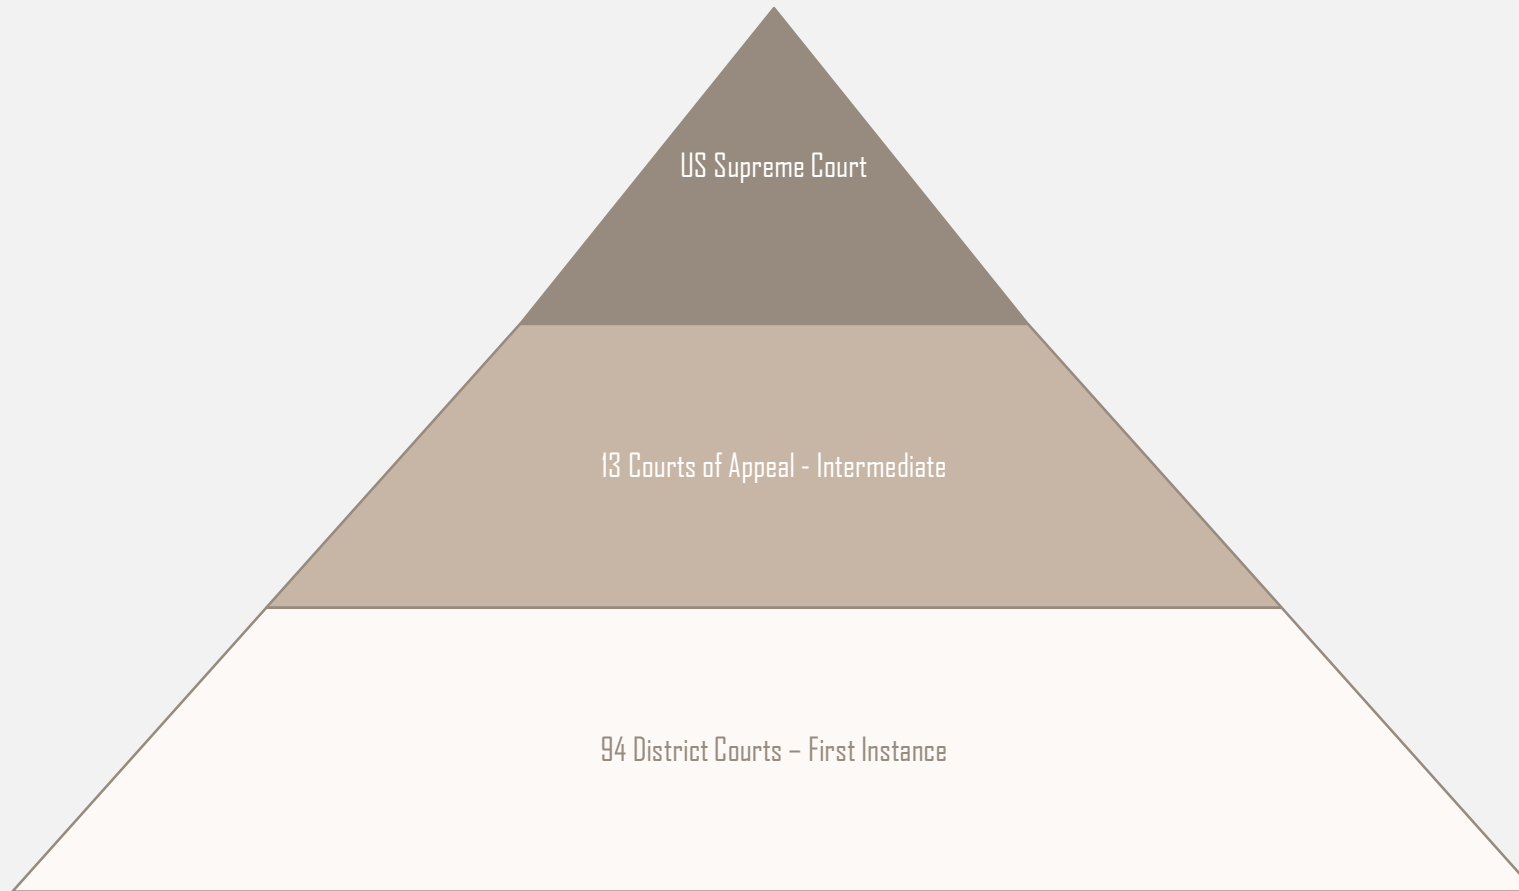 US Supreme Court
13 Courts of Appeal - Intermediate
94 District Courts – First Instance